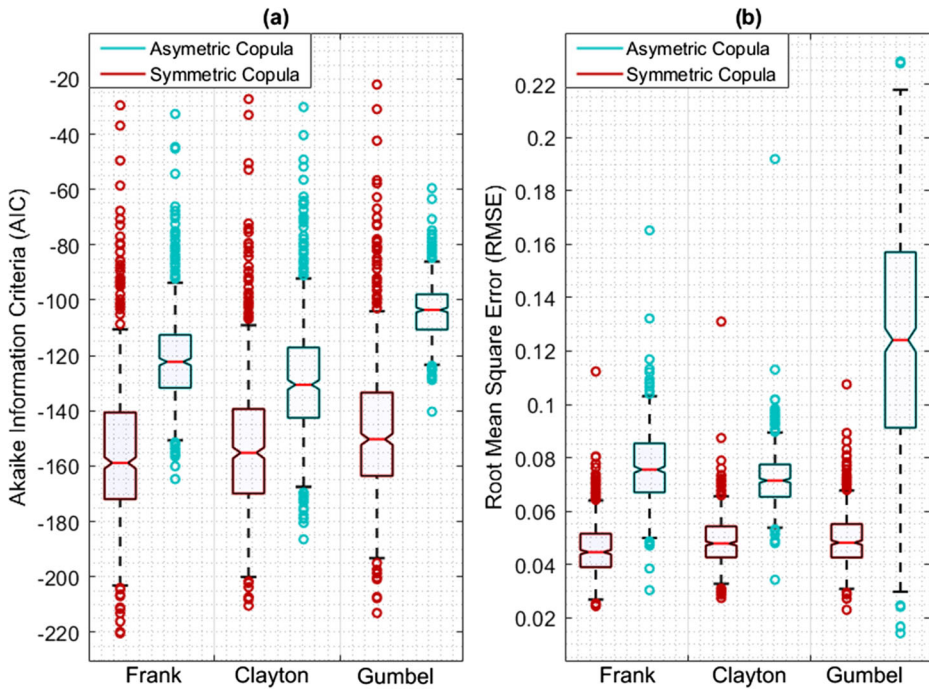 (a)
Asymetric Copula
Symmetric Copula
Akaike Information Criteria (AIC)
-20
-40
-60
-80
-100
-120
-140
-160
-180
-200
-220
Frank Clayton Gumbel
(b)
Asymetric Copula
Symmetric Copula
Root Mean Square Error (RMSE)
0.22
0.2
0.18
0.16
0.14
0.12
0.1
0.08
0.06
0.04
0.02
Frank Clayton Gumbel